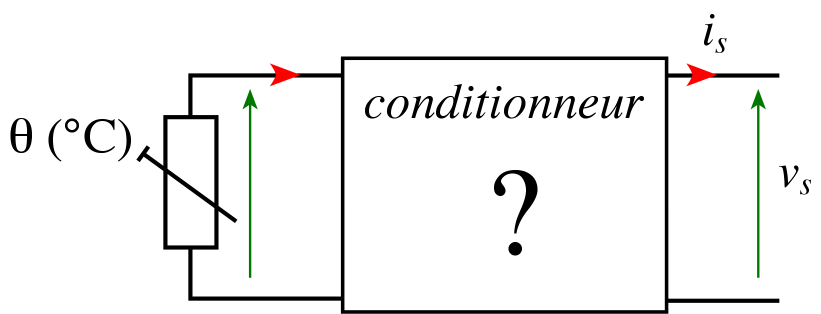 i_s
conditionneur
θ (°C)
?
v_s